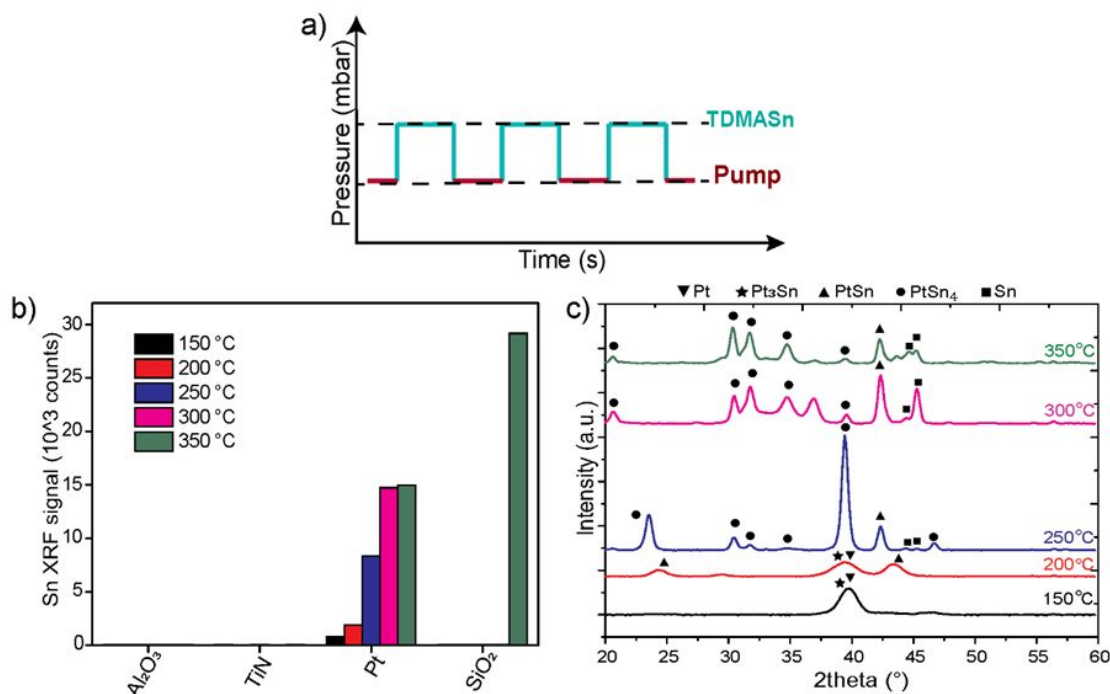 a)
Pressure (mbar)
TDMASn
Pump
Time (s)
b)
Sn XRF signal (10^3 counts)
30
25
20
15
10
5
0
150 °C
200 °C
250 °C
300 °C
350 °C
Al₂O₃
TiN
Pt
SiO₂
▼Pt ★Pt₃Sn ▲PtSn ●PtSn₄ ■Sn
c)
Intensity (a.u.)
350°C
300°C
250°C
200°C
150°C
20 25 30 35 40 45 50 55 60
2theta (°)